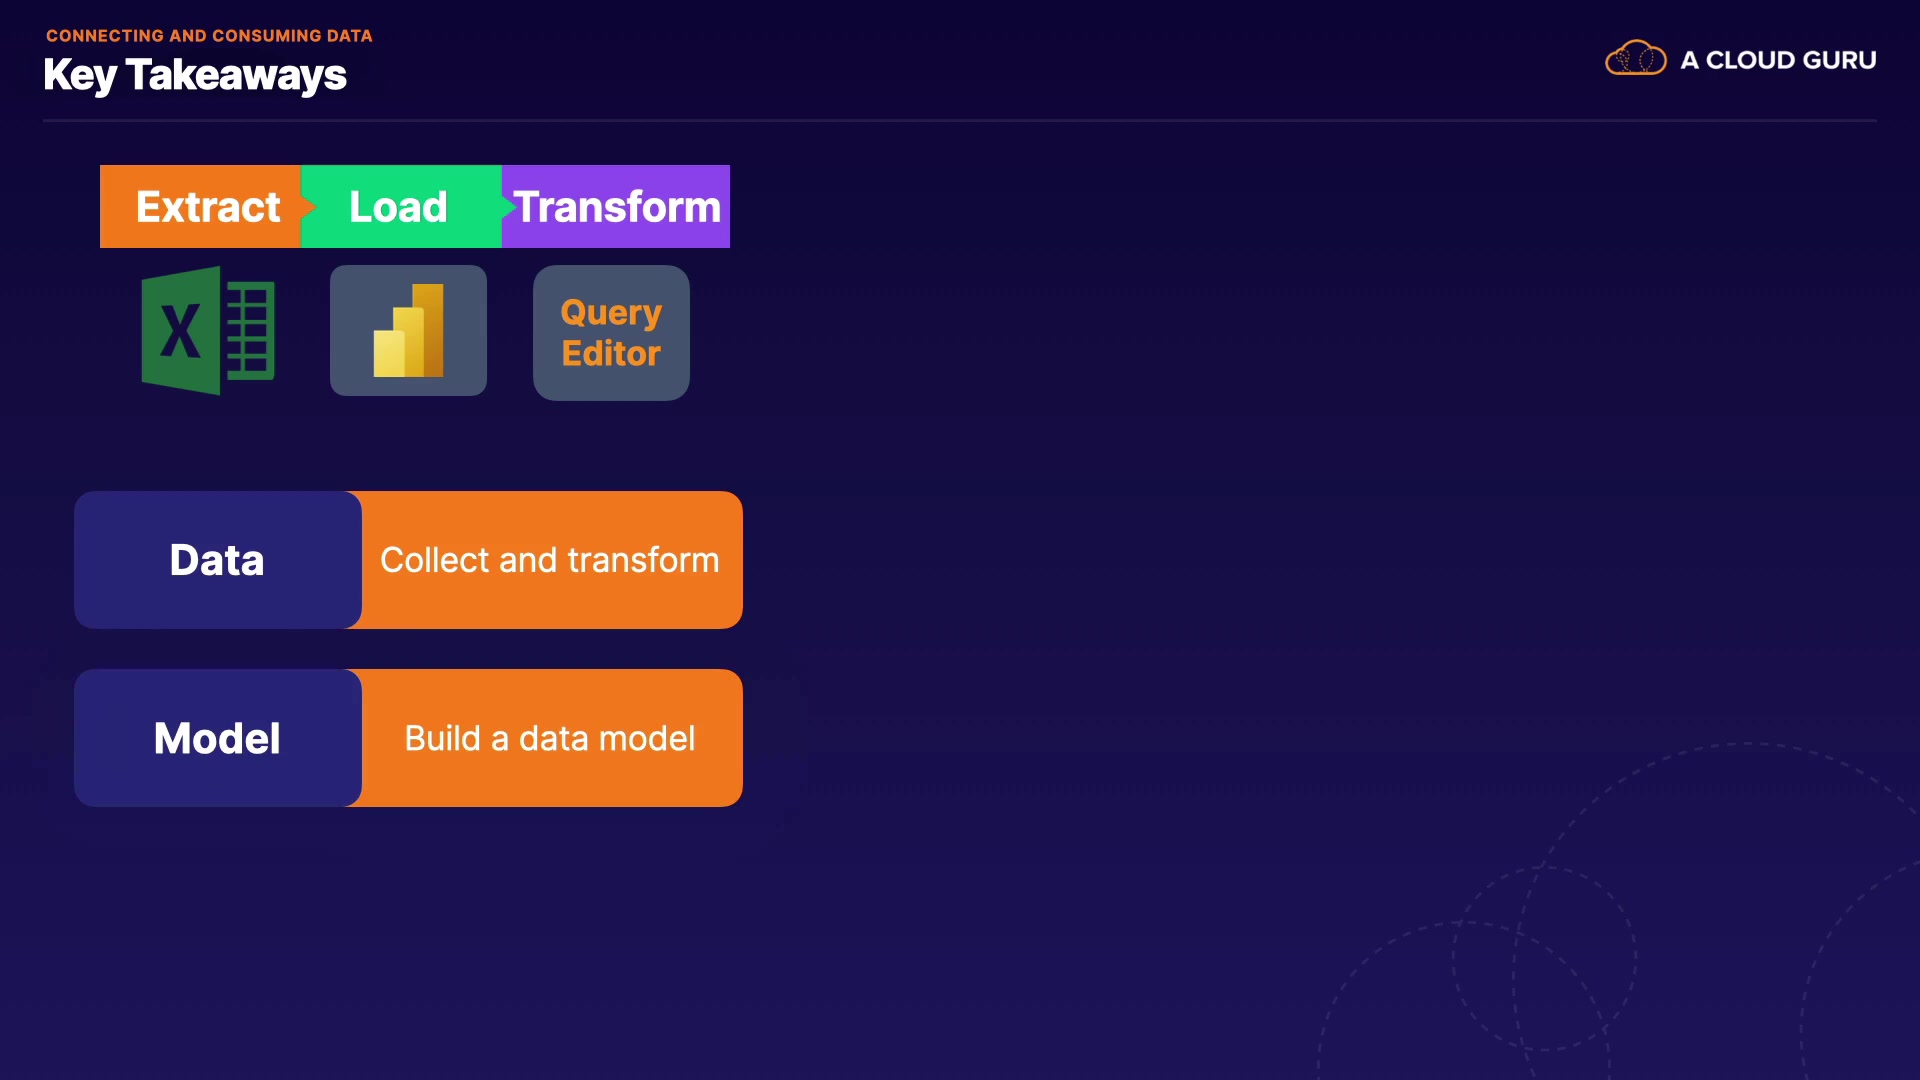 CONNECTING AND CONSUMING DATA
Key Takeaways
A CLOUD GURU
Extract
Load
Transform
X
Query
Editor
Data
Collect and transform
Model
Build a data model